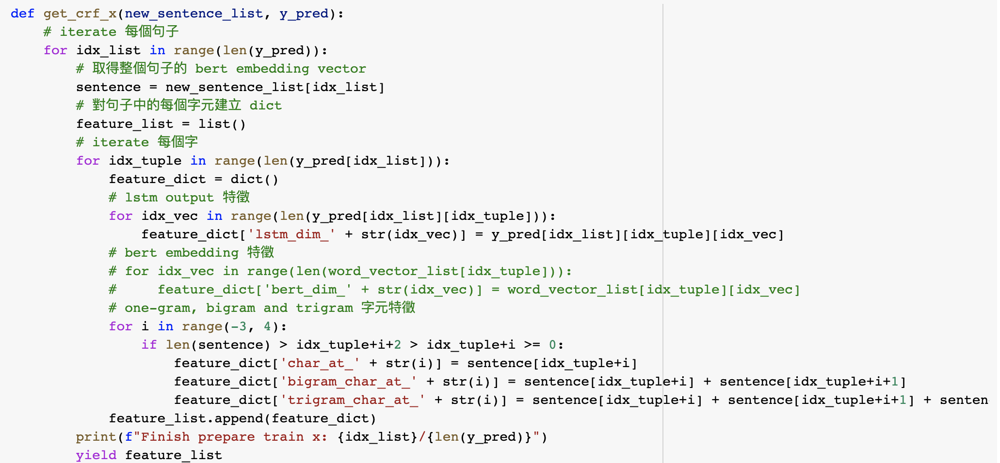 def get_crf_x(new_sentence_list, y_pred):
    # iterate 每個句子
    for idx_list in range(len(y_pred)):
        # 取得整個句子的 bert embedding vector
        sentence = new_sentence_list[idx_list]
        # 對句子中的每個字元建立 dict
        feature_list = list()
        # iterate 每個字
        for idx_tuple in range(len(y_pred[idx_list])):
            feature_dict = dict()
            # lstm output 特徵
            for idx_vec in range(len(y_pred[idx_list][idx_tuple])):
                feature_dict['lstm_dim_' + str(idx_vec)] = y_pred[idx_list][idx_tuple][idx_vec]
            # bert embedding 特徵
            # for idx_vec in range(len(word_vector_list[idx_tuple])):
            #     feature_dict['bert_dim_' + str(idx_vec)] = word_vector_list[idx_tuple][idx_vec]
            # one-gram, bigram and trigram 字元特徵
            for i in range(-3, 4):
                if len(sentence) > idx_tuple+i+2 > idx_tuple+i >= 0:
                    feature_dict['char_at_' + str(i)] = sentence[idx_tuple+i]
                    feature_dict['bigram_char_at_' + str(i)] = sentence[idx_tuple+i] + sentence[idx_tuple+i+1]
                    feature_dict['trigram_char_at_' + str(i)] = sentence[idx_tuple+i] + sentence[idx_tuple+i+1] +
            feature_list.append(feature_dict)
        print(f"Finish prepare train x: {idx_list}/{len(y_pred)}")
        yield feature_list